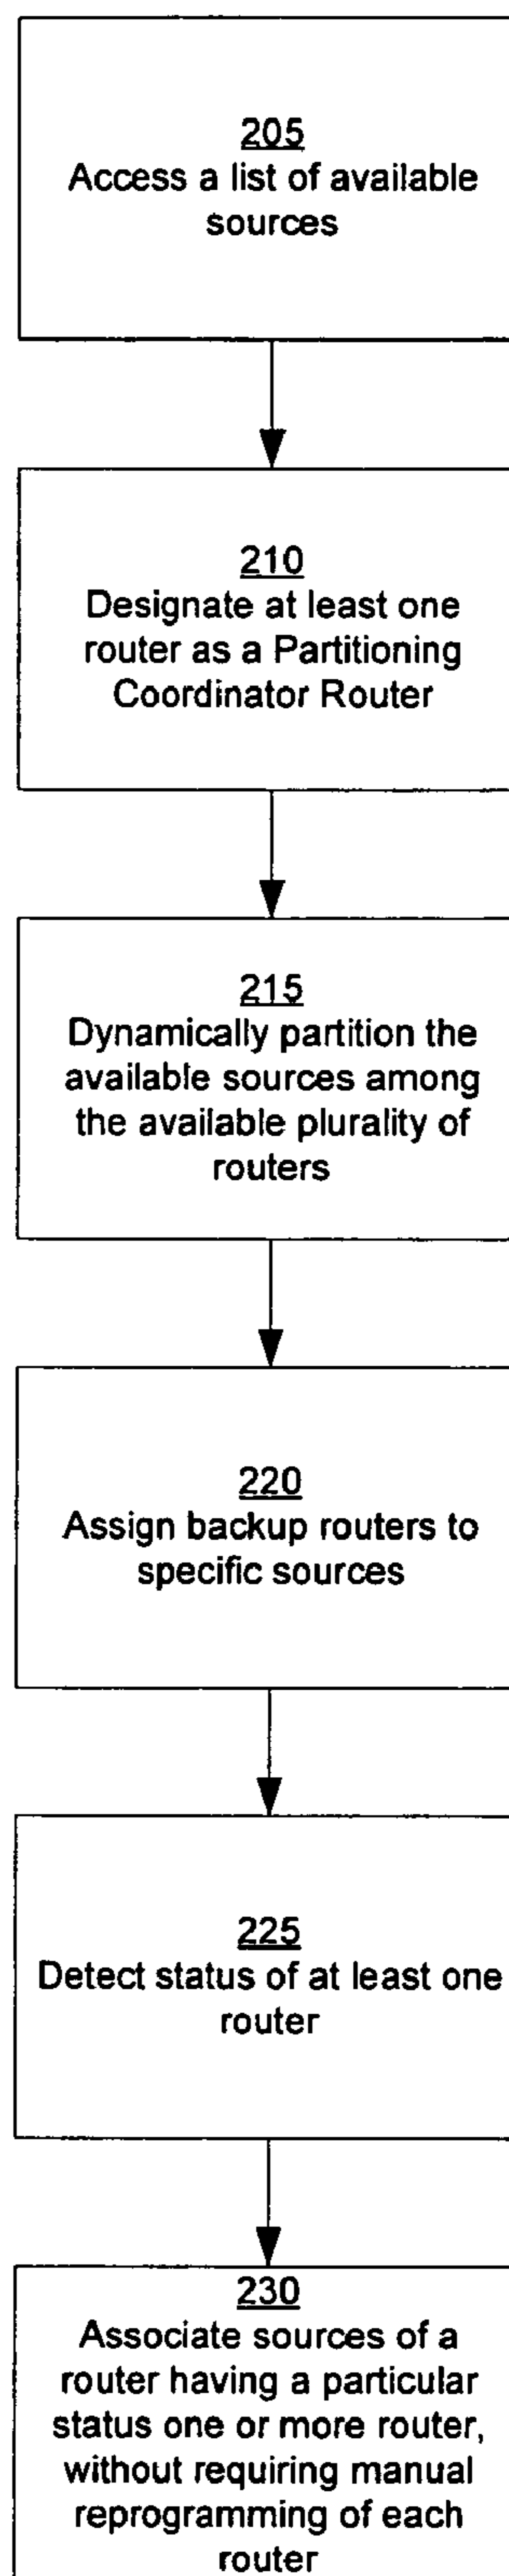 205
Access a list of available
sources
210
Designate at least one
router as a Partitioning
Coordinator Router
215
Dynamically partition the
available sources among
the available plurality of
routers
220
Assign backup routers to
specific sources
225
Detect status of at least one
router
230
Associate sources of a
router having a particular
status one or more router,
without requiring manual
reprogramming of each
router